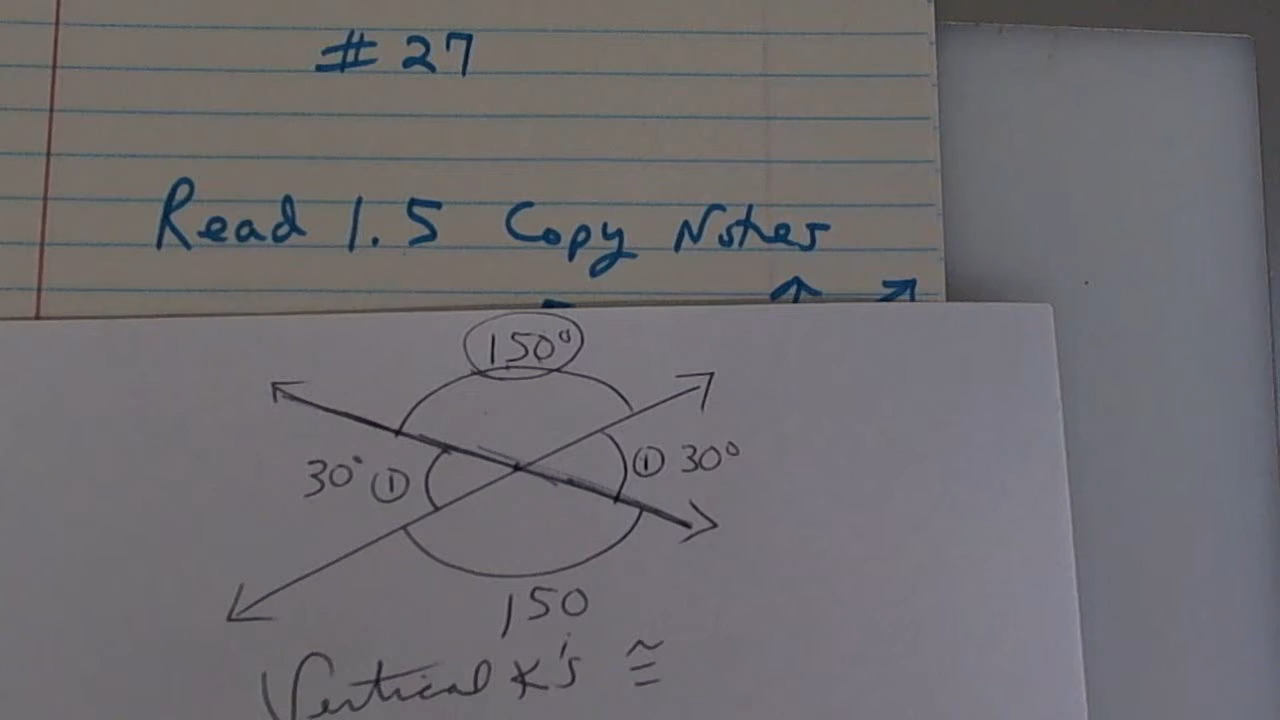 # 27
Read 1.5 Copy Notes
150°
30° ① ① 30°
150
Vertical ∠'s ≅